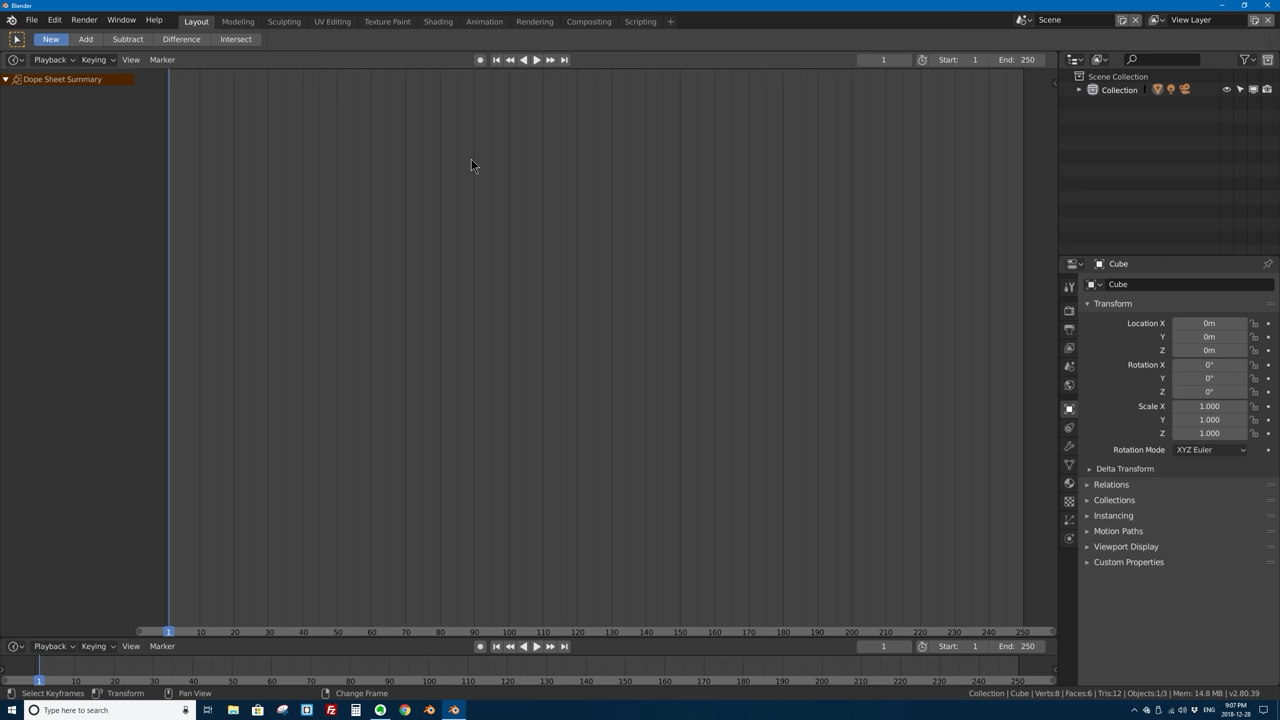 Blender
File Edit Render Window Help Layout Modeling Sculpting UV Editing Texture Paint Shading Animation Rendering Compositing Scripting + Scene View Layer
New Add Subtract Difference Intersect
Playback Keying View Marker 1 Start: 1 End: 250
Dope Sheet Summary
Scene Collection
Collection
Cube
Cube
Transform
Location X 0m
Y 0m
Z 0m
Rotation X 0°
Y 0°
Z 0°
Scale X 1.000
Y 1.000
Z 1.000
Rotation Mode XYZ Euler
Delta Transform
Relations
Collections
Instancing
Motion Paths
Viewport Display
Custom Properties
1 10 20 30 40 50 60 70 80 90 100 110 120 130 140 150 160 170 180 190 200 210 220 230 240 250
Playback Keying View Marker 1 Start: 1 End: 250
1 10 20 30 40 50 60 70 80 90 100 110 120 130 140 150 160 170 180 190 200 210 220 230 240 250
Select Keyframes Transform Pan View Change Frame Collection | Cube | Verts:8 | Faces:6 | Tris:12 | Objects:1/3 | Mem: 14.8 MB | v2.80.39
Type here to search ENG 9:07 PM
2018-12-28